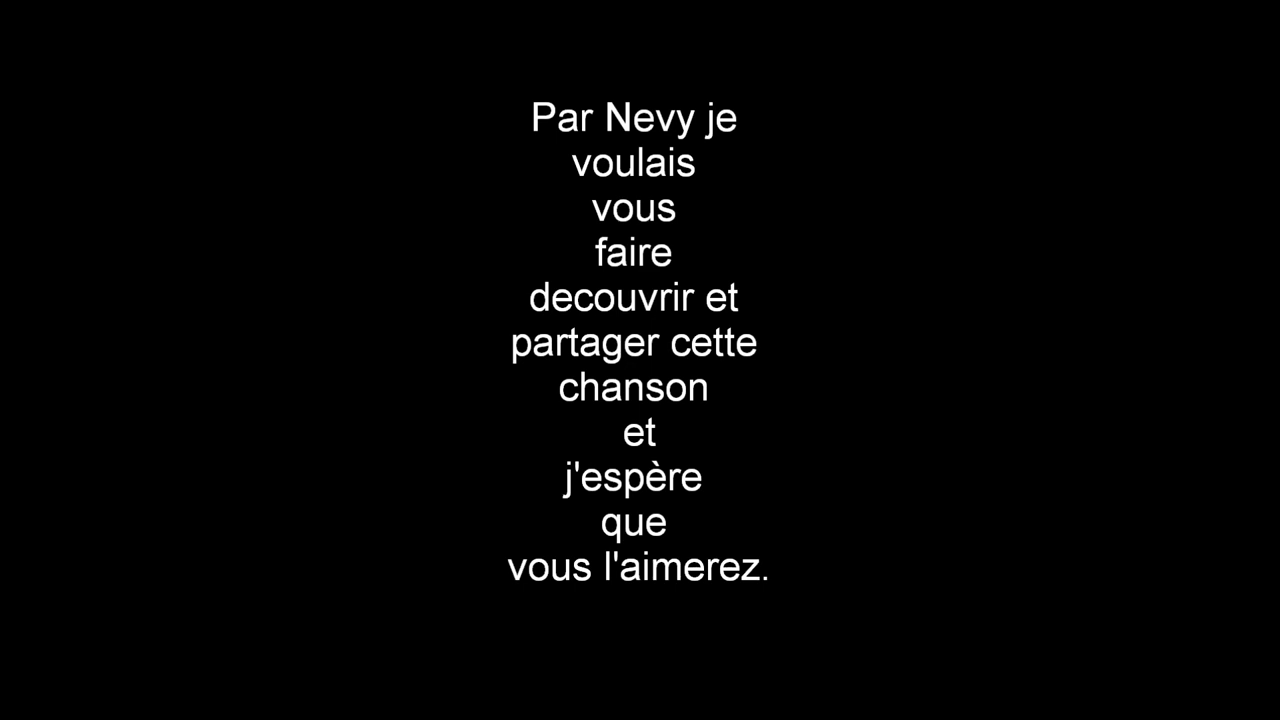 Par Nevy je
voulais
vous
faire
decouvrir et
partager cette
chanson
et
j'espère
que
vous l'aimerez.